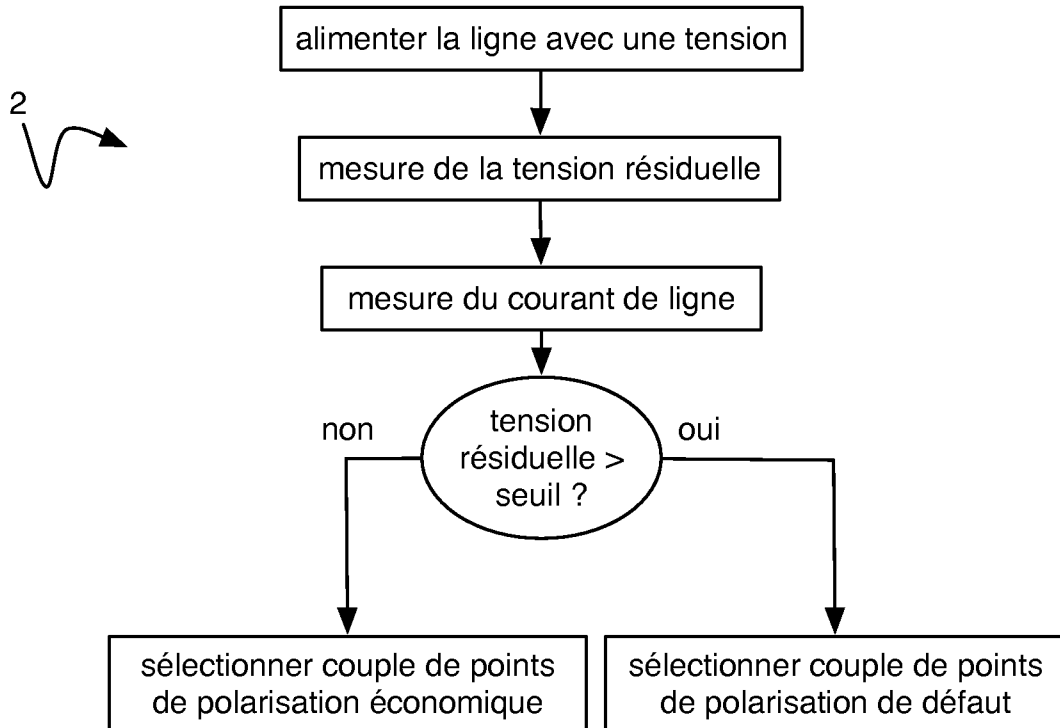 alimenter la ligne avec une tension
2
mesure de la tension résiduelle
mesure du courant de ligne
non
tension
résiduelle >
seuil ?
oui
sélectionner couple de points
de polarisation économique
sélectionner couple de points
de polarisation de défaut